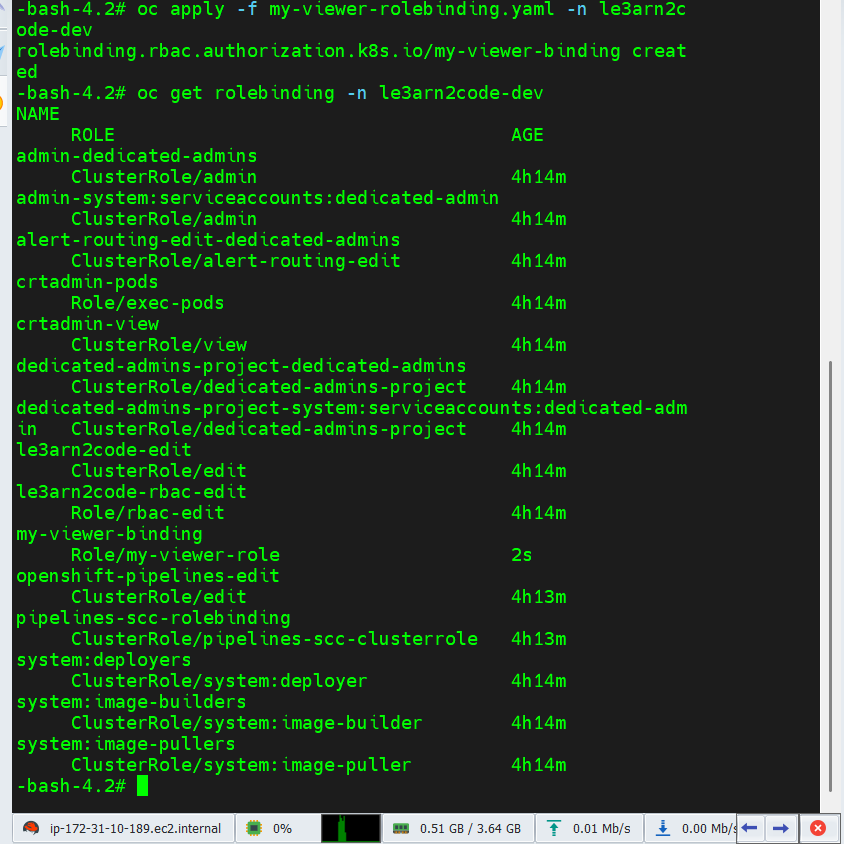 -bash-4.2# oc apply -f my-viewer-rolebinding.yaml -n le3arn2c
ode-dev
rolebinding.rbac.authorization.k8s.io/my-viewer-binding creat
ed
-bash-4.2# oc get rolebinding -n le3arn2code-dev
NAME
ROLE AGE
admin-dedicated-admins
ClusterRole/admin 4h14m
admin-system:serviceaccounts:dedicated-admin
ClusterRole/admin 4h14m
alert-routing-edit-dedicated-admins
ClusterRole/alert-routing-edit 4h14m
crtadmin-pods
Role/exec-pods 4h14m
crtadmin-view
ClusterRole/view 4h14m
dedicated-admins-project-dedicated-admins
ClusterRole/dedicated-admins-project 4h14m
dedicated-admins-project-system:serviceaccounts:dedicated-adm
in ClusterRole/dedicated-admins-project 4h14m
le3arn2code-edit
ClusterRole/edit 4h14m
le3arn2code-rbac-edit
Role/rbac-edit 4h14m
my-viewer-binding
Role/my-viewer-role 2s
openshift-pipelines-edit
ClusterRole/edit 4h13m
pipelines-scc-rolebinding
ClusterRole/pipelines-scc-clusterrole 4h13m
system:deployers
ClusterRole/system:deployer 4h14m
system:image-builders
ClusterRole/system:image-builder 4h14m
system:image-pullers
ClusterRole/system:image-puller 4h14m
-bash-4.2#
ip-172-31-10-189.ec2.internal 0% 0.51 GB / 3.64 GB 0.01 Mb/s 0.00 Mb/s